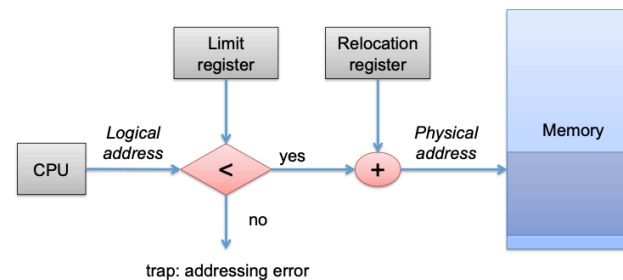 Limit
register
Relocation
register
Logical
address
Physical
address
Memory
CPU
<
yes
+
no
trap: addressing error